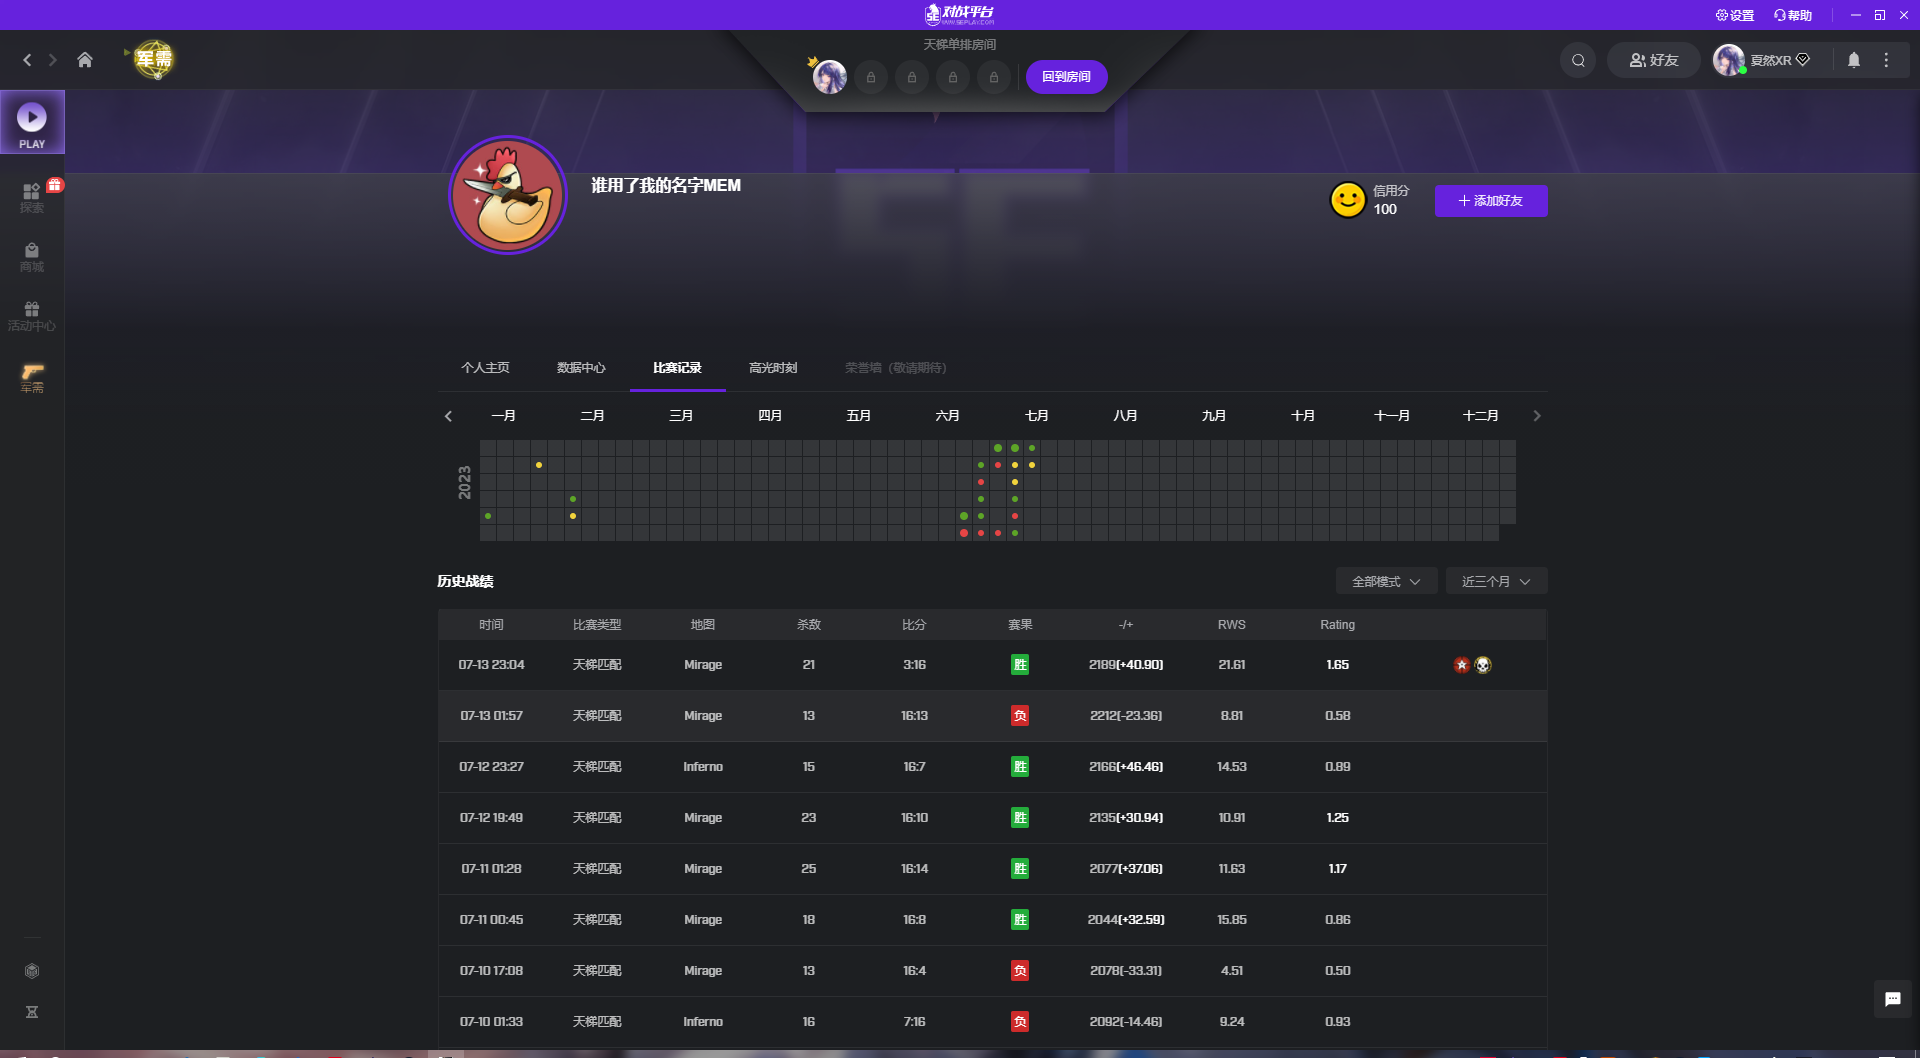 5E 对战平台
WWW.5EPLAY.COM
设置
帮助
军需
天梯单排房间
回到房间
好友
夏然XR
PLAY
探索
商城
活动中心
军需
谁用了我的名字MEM
信用分
100
添加好友
个人主页 数据中心 比赛记录 高光时刻 荣誉墙（敬请期待）
一月 二月 三月 四月 五月 六月 七月 八月 九月 十月 十一月 十二月
2023
历史战绩
全部模式
近三个月
时间 比赛类型 地图 杀数 比分 赛果 -/+ RWS Rating
07-13 23:04 天梯匹配 Mirage 21 3:16 胜 2189(+40.90) 21.61 1.65
07-13 01:57 天梯匹配 Mirage 13 16:13 负 2212(-23.36) 8.81 0.58
07-12 23:27 天梯匹配 Inferno 15 16:7 胜 2166(+46.46) 14.53 0.89
07-12 19:49 天梯匹配 Mirage 23 16:10 胜 2135(+30.94) 10.91 1.25
07-11 01:28 天梯匹配 Mirage 25 16:14 胜 2077(+37.06) 11.63 1.17
07-11 00:45 天梯匹配 Mirage 18 16:8 胜 2044(+32.59) 15.85 0.86
07-10 17:08 天梯匹配 Mirage 13 16:4 负 2078(-33.31) 4.51 0.50
07-10 01:33 天梯匹配 Inferno 16 7:16 负 2092(-14.46) 9.24 0.93